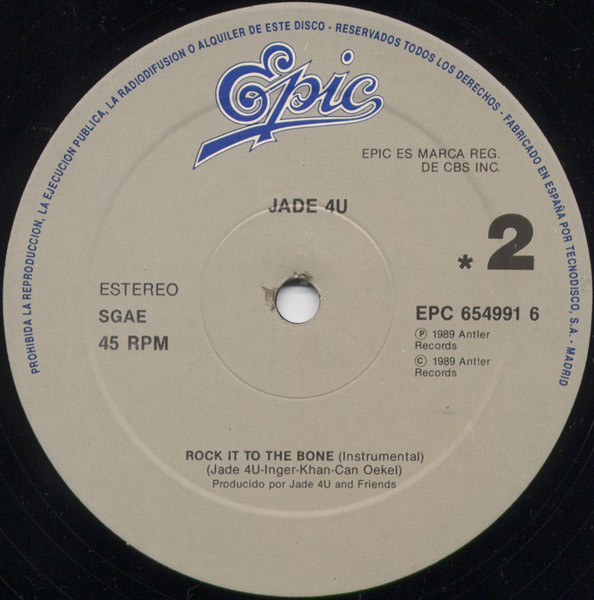 PROHIBIDA LA REPRODUCCION, LA EJECUCION PUBLICA, LA RADIODIFUSION O ALQUILER DE ESTE DISCO - RESERVADOS TODOS LOS DERECHOS - FABRICADO EN ESPAÑA POR TECNODISCO, S.A. - MADRID
Epic
EPIC ES MARCA REG.
DE CBS INC.
JADE 4U
* 2
ESTEREO
SGAE
45 RPM
EPC 654991 6
Ⓟ 1989 Antler
Records
© 1989 Antler
Records
ROCK IT TO THE BONE (Instrumental)
(Jade 4U-Inger-Khan-Can Oekel)
Producido por Jade 4U and Friends